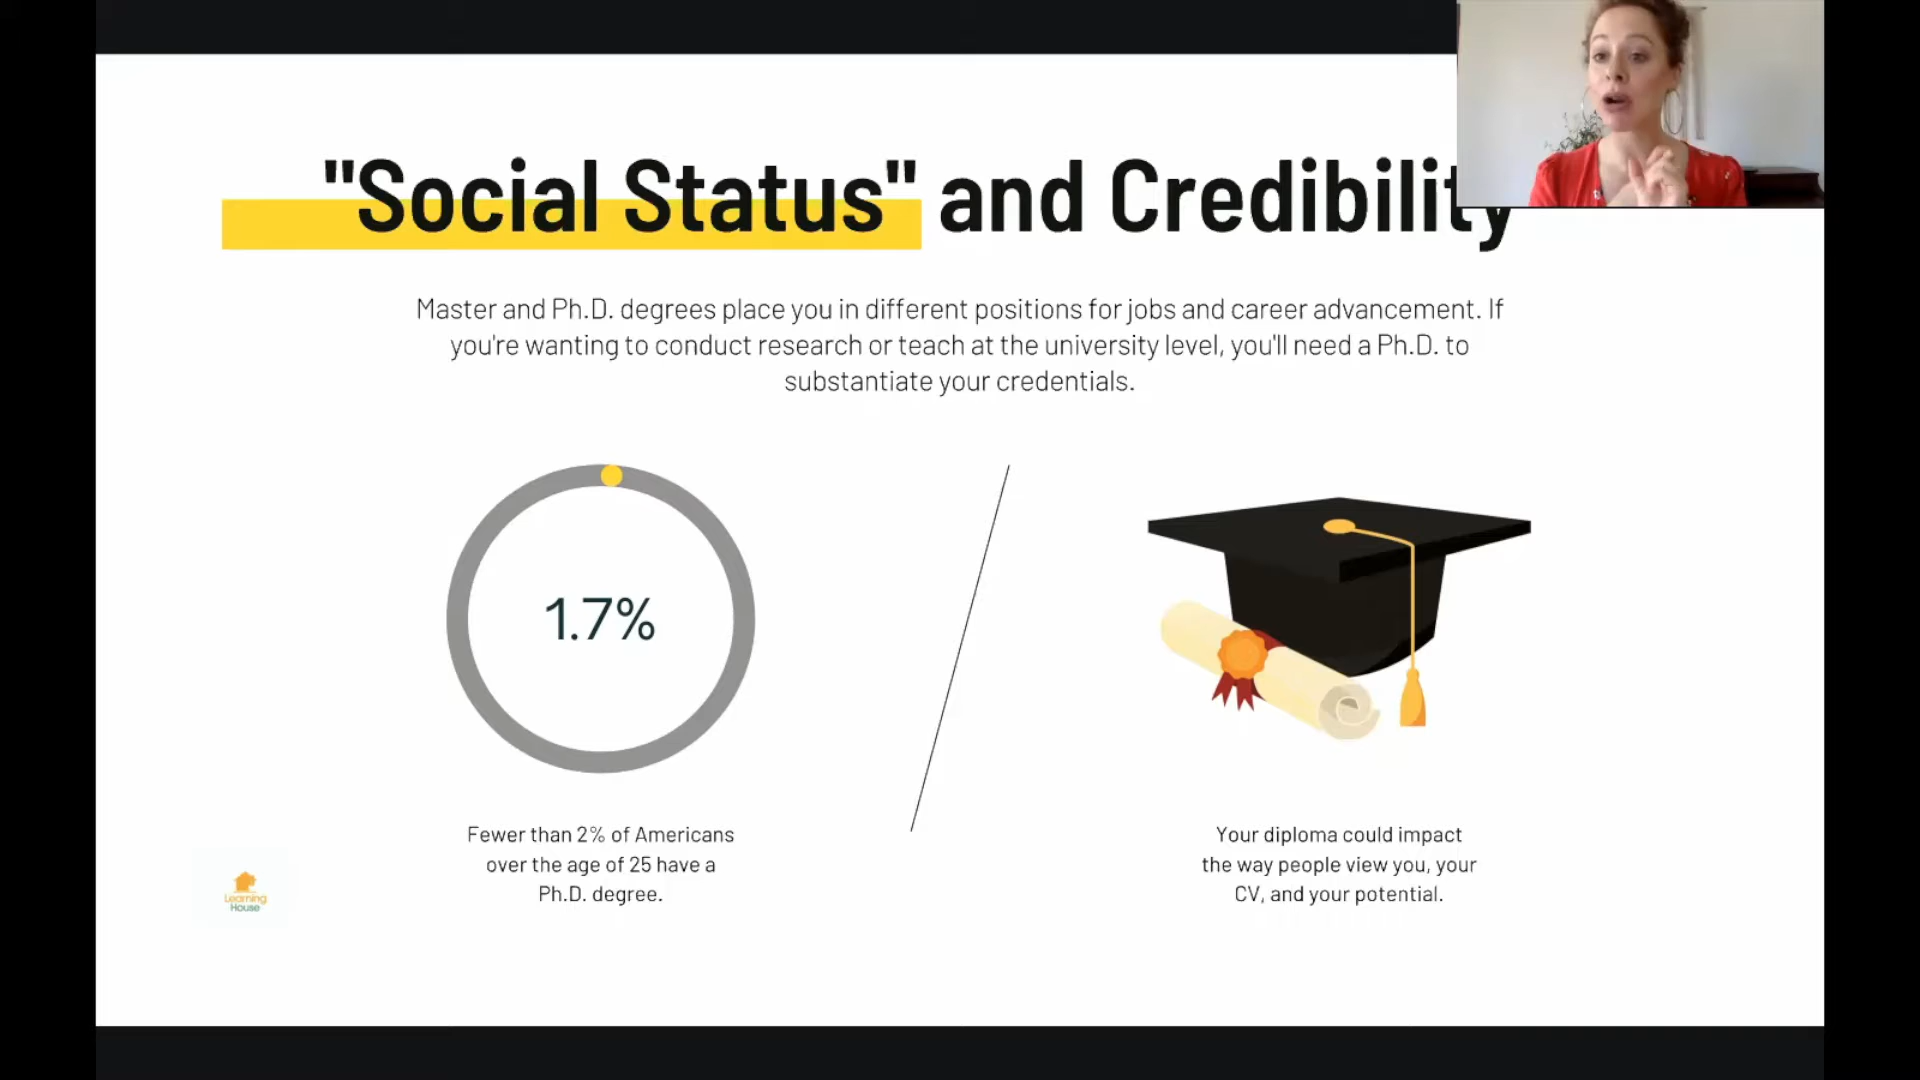 "Social Status" and Credibility
Master and Ph.D. degrees place you in different positions for jobs and career advancement. If
you're wanting to conduct research or teach at the university level, you'll need a Ph.D. to
substantiate your credentials.
1.7%
Fewer than 2% of Americans
over the age of 25 have a
Ph.D. degree.
Your diploma could impact
the way people view you, your
CV, and your potential.
Learning
House